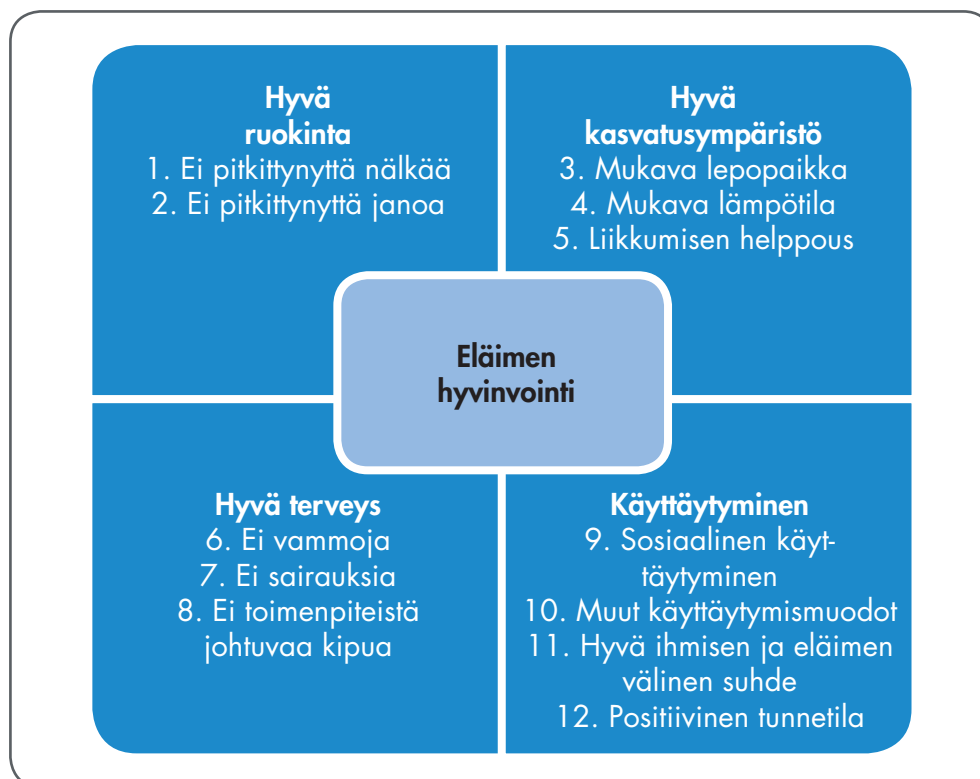 Hyvä
ruokinta
1. Ei pitkittynyttä nälkää
2. Ei pitkittynyttä janoa
Hyvä
kasvatusympäristö
3. Mukava lepopaikka
4. Mukava lämpötila
5. Liikkumisen helppous
Eläimen
hyvinvointi
Hyvä terveys
6. Ei vammoja
7. Ei sairauksia
8. Ei toimenpiteistä
johtuvaa kipua
Käyttäytyminen
9. Sosiaalinen käyt-
täytyminen
10. Muut käyttäytymismuodot
11. Hyvä ihmisen ja eläimen
välinen suhde
12. Positiivinen tunnetila